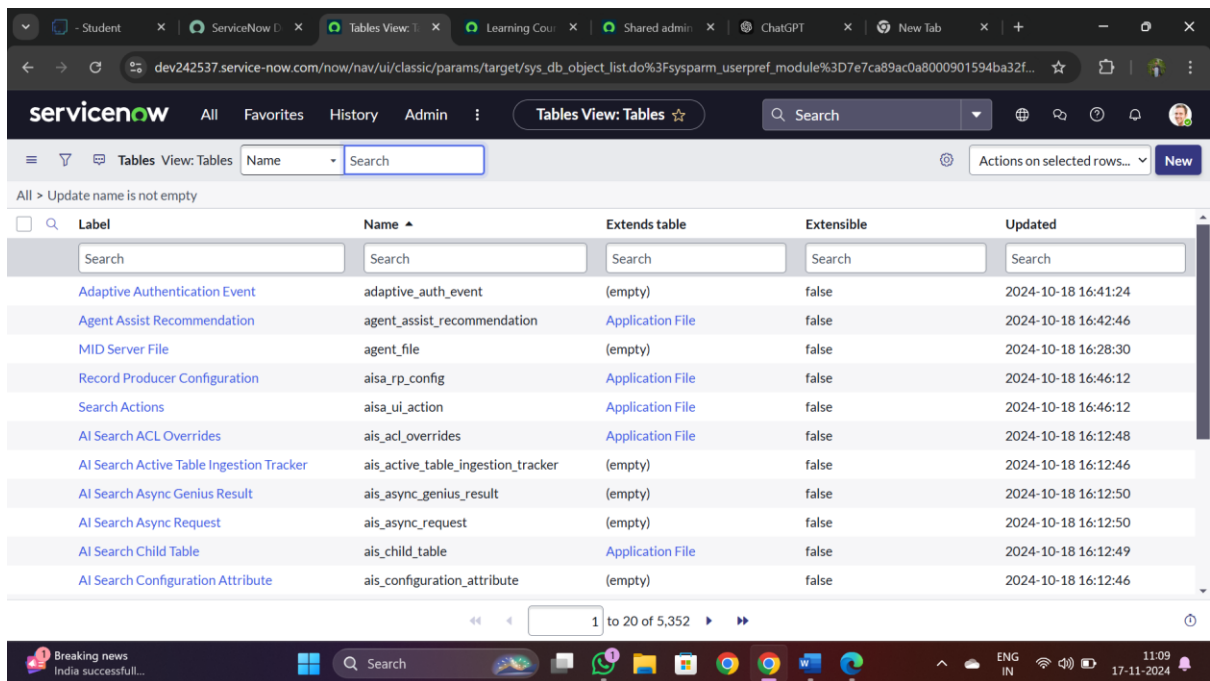 - Student
ServiceNow D
Tables View: T
Learning Cour
Shared admin
ChatGPT
New Tab
dev242537.service-now.com/now/nav/ui/classic/params/target/sys_db_object_list.do%3Fsysparm_userpref_module%3D7e7ca89ac0a8000901594ba32f...
servicenow All Favorites History Admin Tables View: Tables Search
Tables View: Tables Name Search Actions on selected rows... New
All > Update name is not empty
Label Name Extends table Extensible Updated
Search Search Search Search Search
Adaptive Authentication Event adaptive_auth_event (empty) false 2024-10-18 16:41:24
Agent Assist Recommendation agent_assist_recommendation Application File false 2024-10-18 16:42:46
MID Server File agent_file (empty) false 2024-10-18 16:28:30
Record Producer Configuration aisa_rp_config Application File false 2024-10-18 16:46:12
Search Actions aisa_ui_action Application File false 2024-10-18 16:46:12
AI Search ACL Overrides ais_acl_overrides Application File false 2024-10-18 16:12:48
AI Search Active Table Ingestion Tracker ais_active_table_ingestion_tracker (empty) false 2024-10-18 16:12:46
AI Search Async Genius Result ais_async_genius_result (empty) false 2024-10-18 16:12:50
AI Search Async Request ais_async_request (empty) false 2024-10-18 16:12:50
AI Search Child Table ais_child_table Application File false 2024-10-18 16:12:49
AI Search Configuration Attribute ais_configuration_attribute (empty) false 2024-10-18 16:12:46
1 to 20 of 5,352
1 Breaking news
India successfull...
Search
1
ENG
IN
11:09
17-11-2024